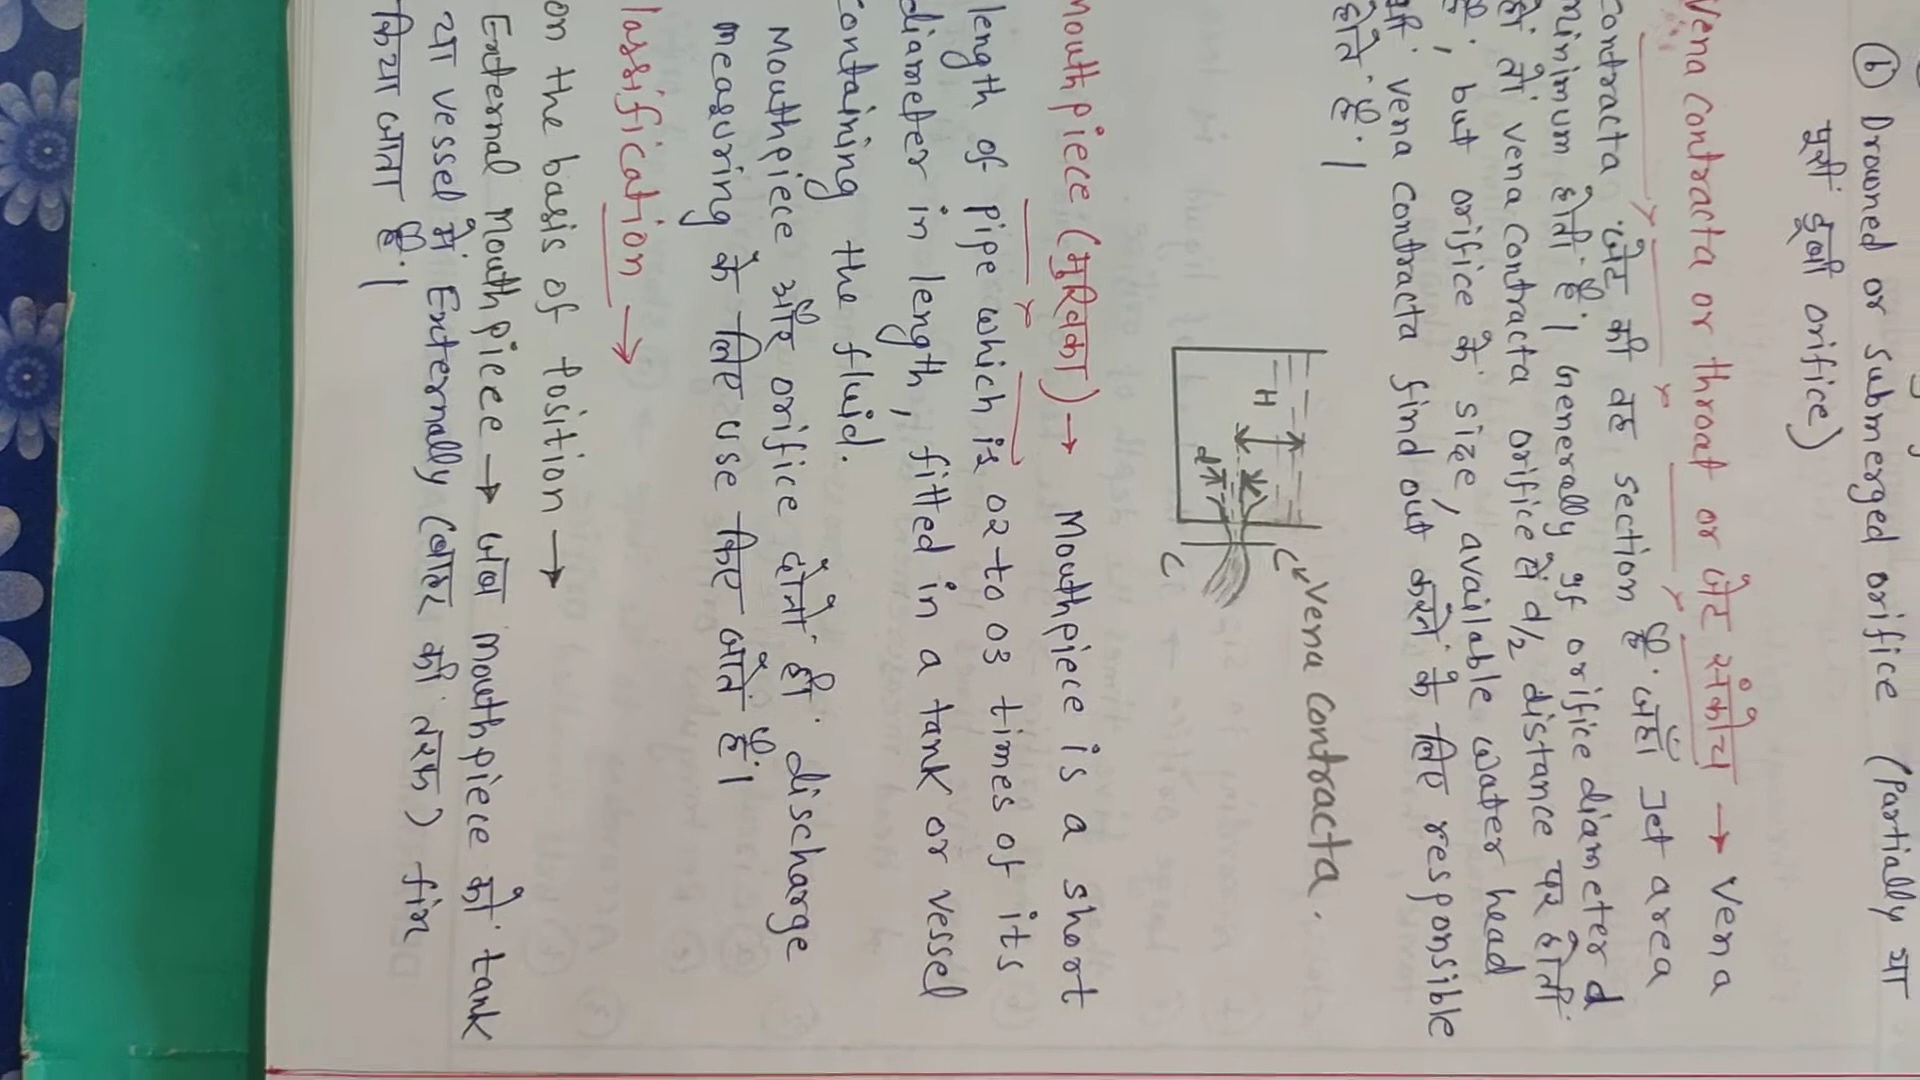 ⓑ Drowned or submerged orifice (Partially या
पूरी डूबी orifice)
Vena contracta or throat or जेट संकोच → Vena
contracta जेट की वह section है जहाँ Jet area
minimum होती है। Generally If orifice diameter d
हो तो vena contracta orifice से d/2 distance पर होती
है, but orifice के size, available water head
भी vena contracta find out करने के लिए responsible
होते है।
Vena contracta.
H
d
C
C
Mouthpiece → Mouthpiece is a short
length of pipe which is 02 to 03 times of its
diameter in length, fitted in a tank or vessel
containing the fluid.
Mouthpiece और orifice दोनो ही discharge
measuring के लिए use किए जाते है।
lassification →
on the basis of Position →
External mouthpiece → जब mouthpiece को tank
या vessel में Externally (बाहर की तरफ) fix
किया जाता है।